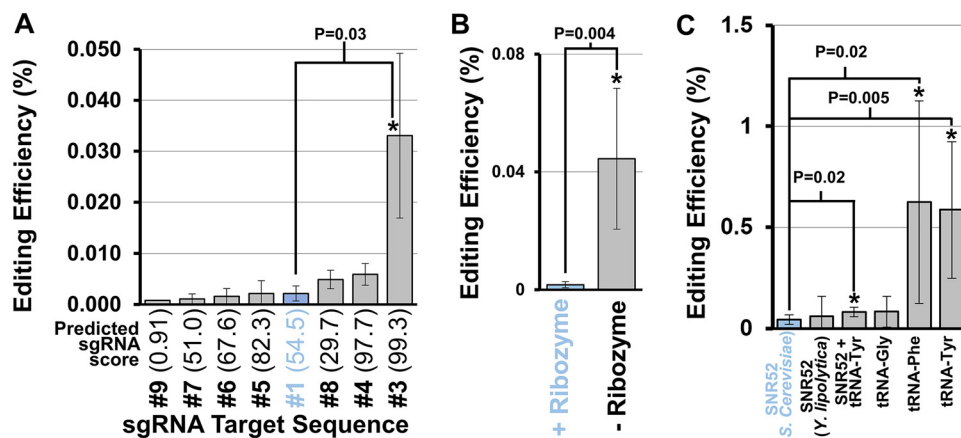 A
P=0.03
Editing Efficiency (%)
0.050
0.040
0.030
0.020
0.010
0.000
*
Predicted
sgRNA
score
#9 (0.91)
#7 (51.0)
#6 (67.6)
#5 (82.3)
#1 (54.5)
#8 (29.7)
#4 (97.7)
#3 (99.3)
sgRNA Target Sequence
B
P=0.004
Editing Efficiency (%)
0.08
0.04
0
*
+ Ribozyme
- Ribozyme
C
P=0.02
P=0.005
P=0.02
Editing Efficiency (%)
1.5
1
0.5
0
*
*
*
SNR52
S. Cerevisiae)
SNR52
(Y. lipolytica)
SNR52 +
tRNA-Tyr
tRNA-Gly
tRNA-Phe
tRNA-Tyr